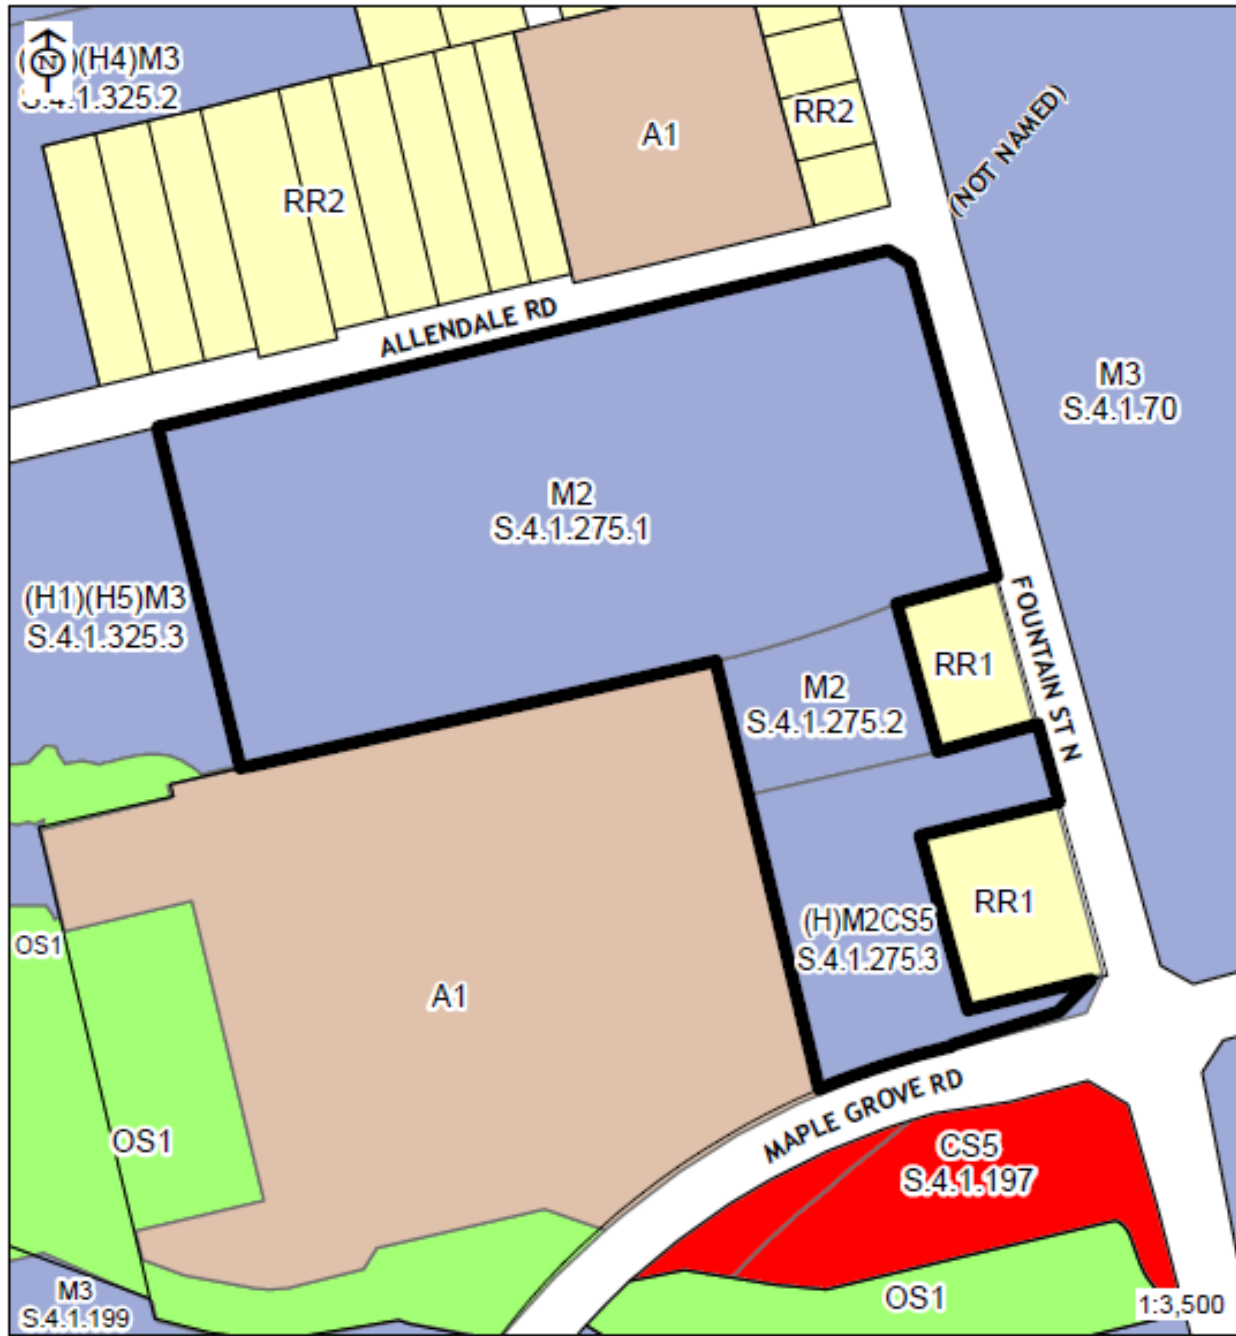 N
)(H4)M3
S.4.1.325.2
RR2
A1
RR2
(NOT NAMED)
ALLENDALE RD
M3
S.4.1.70
M2
S.4.1.275.1
(H1)(H5)M3
S.4.1.325.3
FOUNTAIN ST N
RR1
M2
S.4.1.275.2
RR1
(H)M2CS5
S.4.1.275.3
OS1
A1
MAPLE GROVE RD
OS1
CS5
S.4.1.197
M3
S.4.1.199
OS1
1:3,500